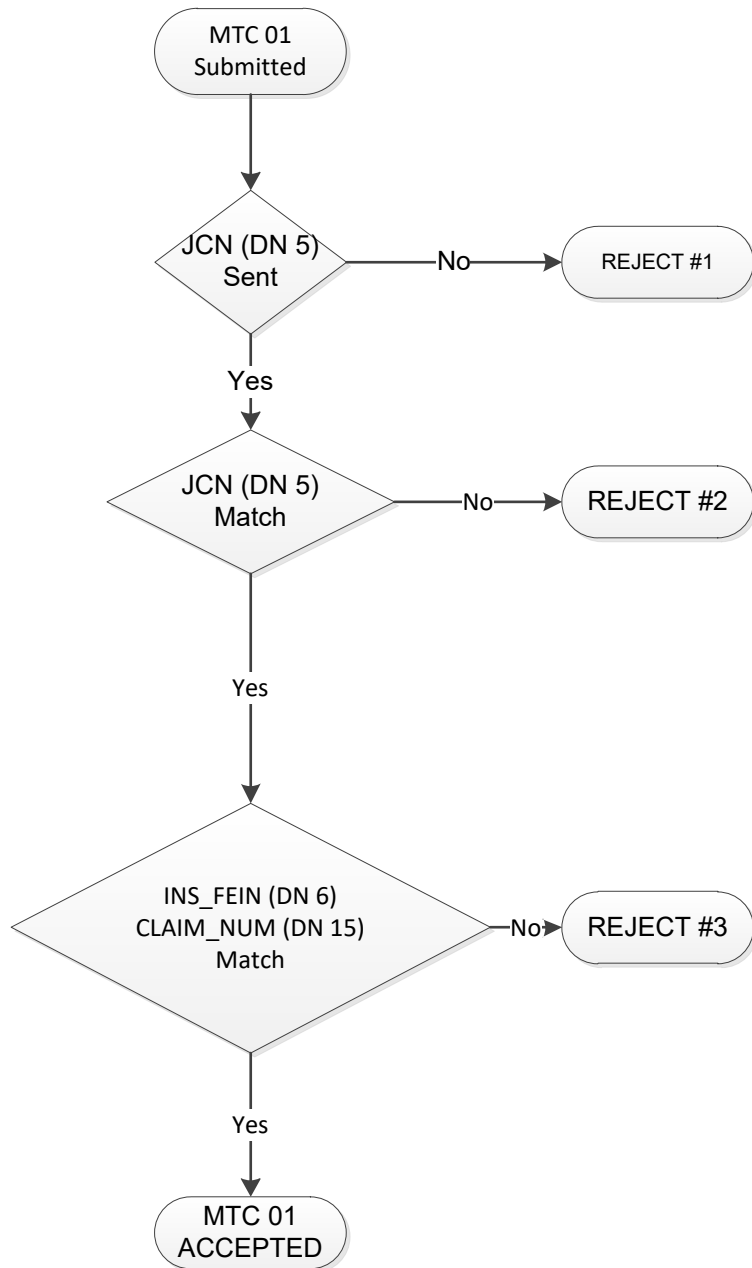 MTC 01
Submitted
JCN (DN 5)
Sent
No
REJECT #1
Yes
JCN (DN 5)
Match
No
REJECT #2
Yes
INS_FEIN (DN 6)
CLAIM_NUM (DN 15)
Match
No
REJECT #3
Yes
MTC 01
ACCEPTED